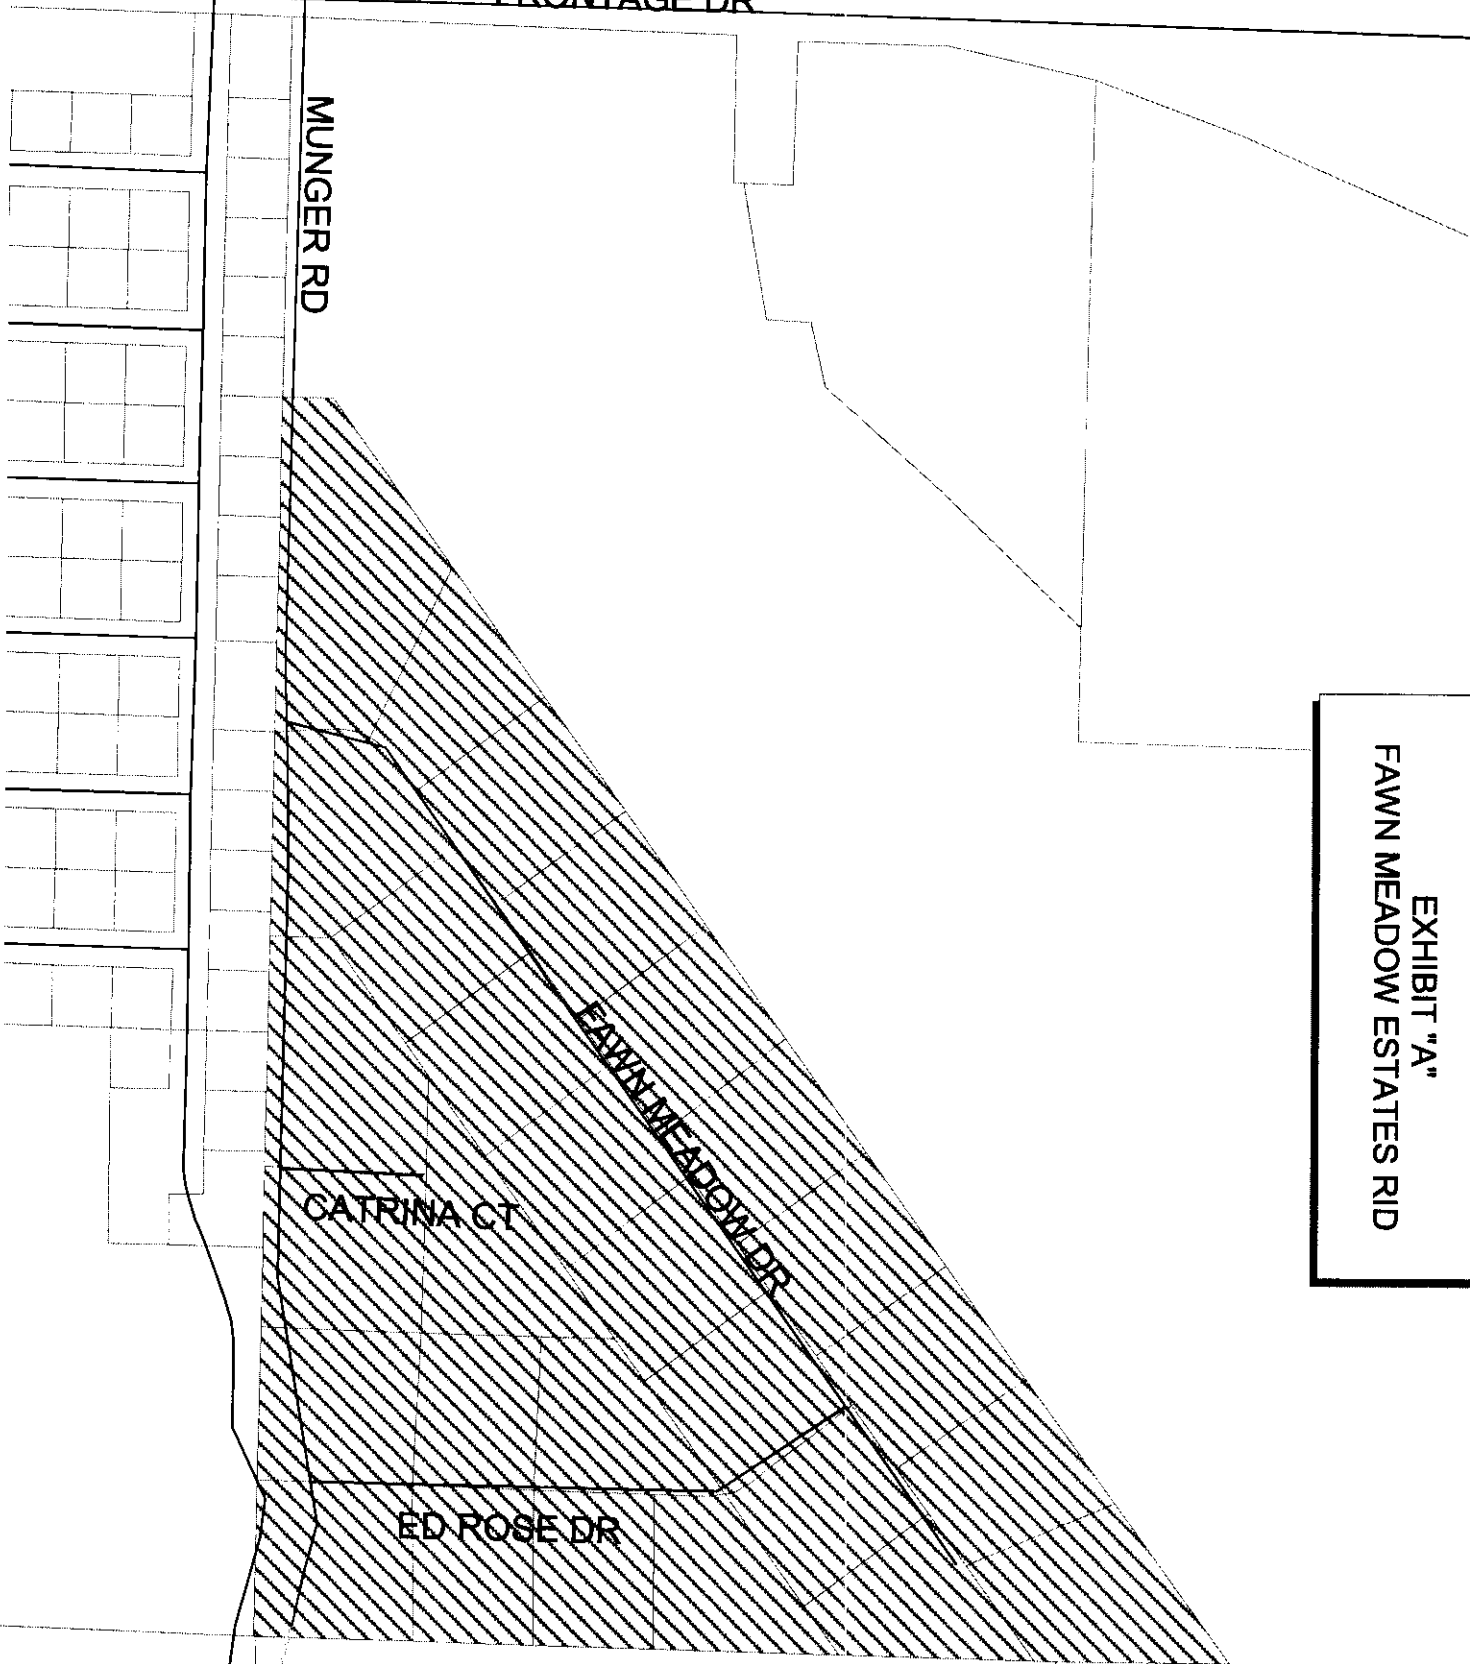 FRONTAGE DR
MUNGER RD
EXHIBIT "A"
FAWN MEADOW ESTATES RID
FAWN MEADOW DR
CATRINA CT
ED ROSE DR